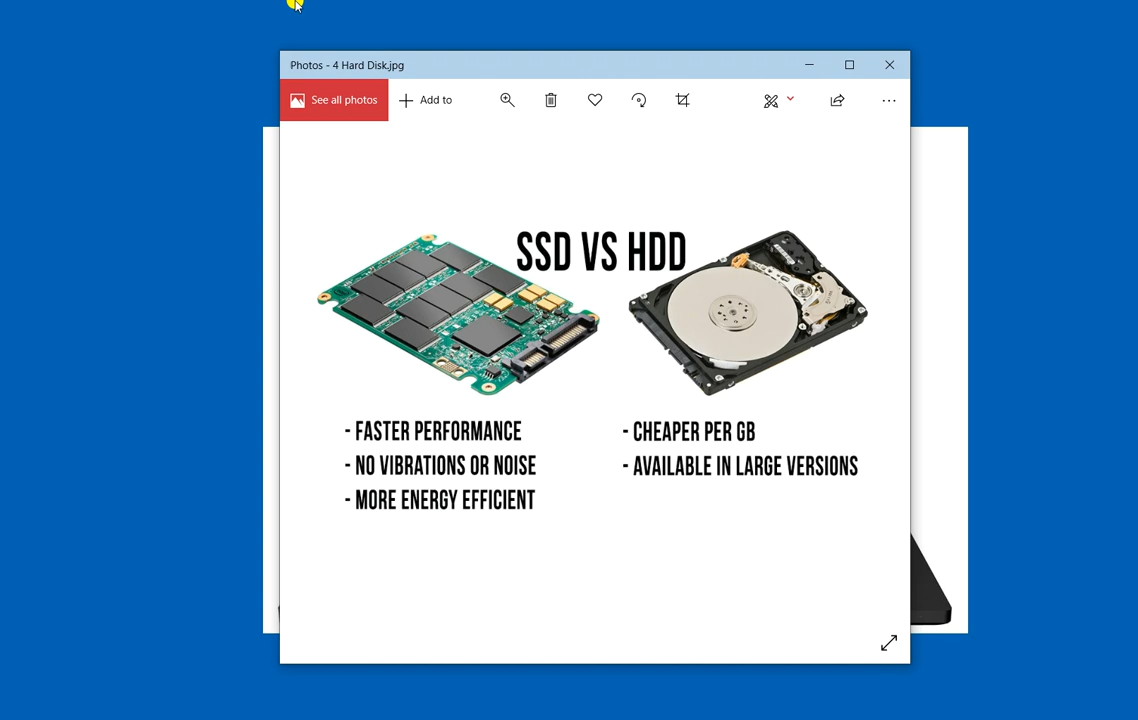 Photos - 4 Hard Disk.jpg
See all photos
Add to
SSD VS HDD
- FASTER PERFORMANCE
- NO VIBRATIONS OR NOISE
- MORE ENERGY EFFICIENT
- CHEAPER PER GB
- AVAILABLE IN LARGE VERSIONS